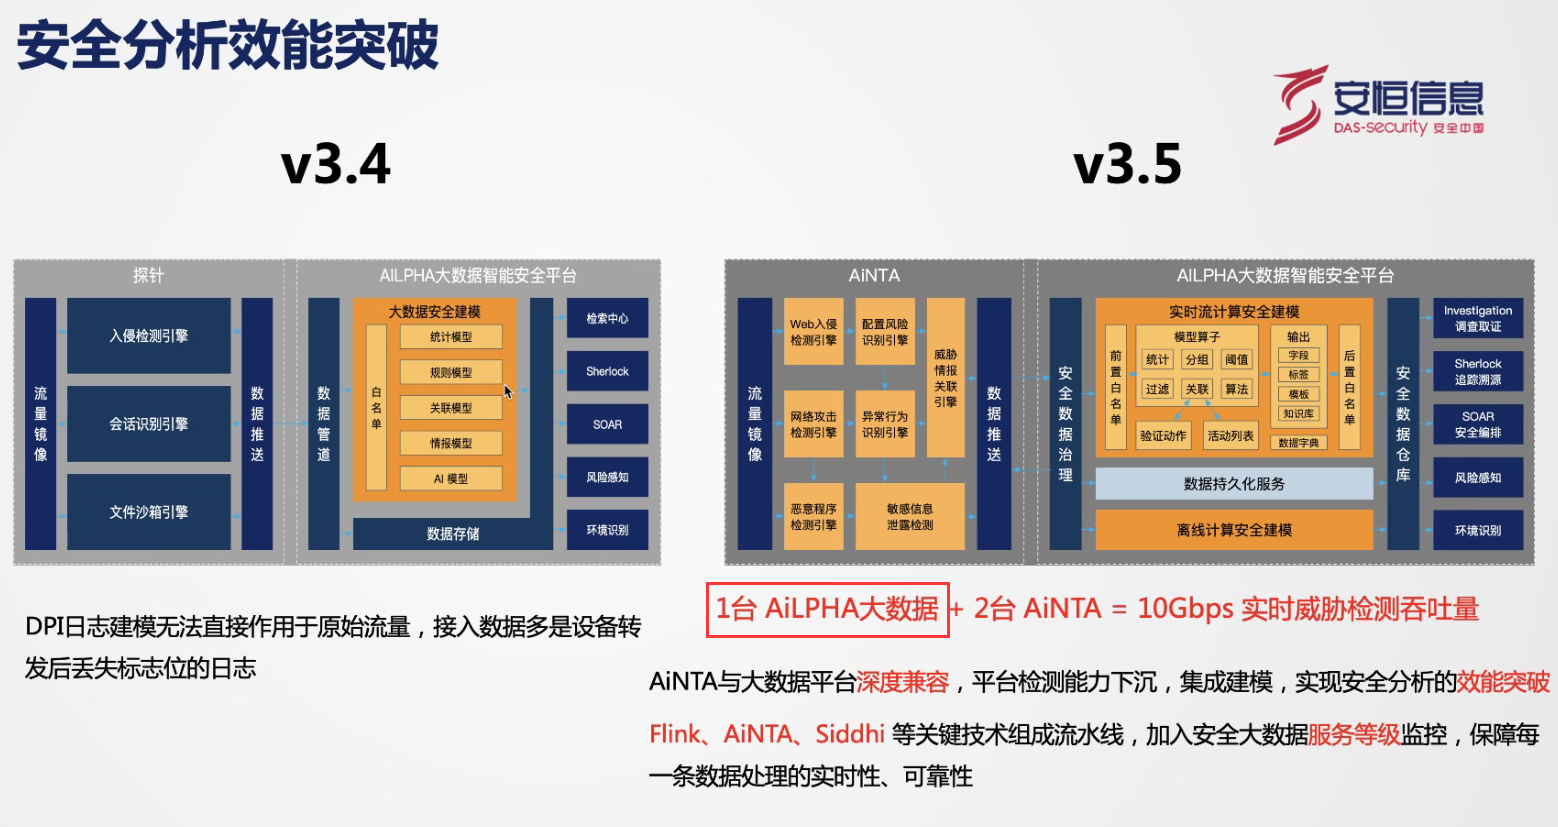 安全分析效能突破
安恒信息
DAS-security 安全中国
v3.4
v3.5
探针
AILPHA大数据智能安全平台
流量镜像
入侵检测引擎
会话识别引擎
文件沙箱引擎
数据推送
数据管道
大数据安全建模
白名单
统计模型
规则模型
关联模型
情报模型
AI 模型
数据存储
检索中心
Sherlock
SOAR
风险感知
环境识别
AiNTA
AILPHA大数据智能安全平台
流量镜像
Web入侵
检测引擎
配置风险
识别引擎
网络攻击
检测引擎
异常行为
识别引擎
恶意程序
检测引擎
敏感信息
泄露检测
威胁
情报
关联
引擎
数据推送
安全数据治理
实时流计算安全建模
前置白名单
模型算子
统计
分组
阈值
过滤
关联
算法
验证动作
活动列表
输出
字段
标签
模板
知识库
数据字典
后置白名单
数据持久化服务
离线计算安全建模
安全数据仓库
Investigation
调查取证
Sherlock
追踪溯源
SOAR
安全编排
风险感知
环境识别
DPI日志建模无法直接作用于原始流量，接入数据多是设备转
发后丢失标志位的日志
1台 AiLPHA大数据 + 2台 AiNTA = 10Gbps 实时威胁检测吞吐量
AiNTA与大数据平台深度兼容，平台检测能力下沉，集成建模，实现安全分析的效能突破
Flink、AiNTA、Siddhi 等关键技术组成流水线，加入安全大数据服务等级监控，保障每
一条数据处理的实时性、可靠性